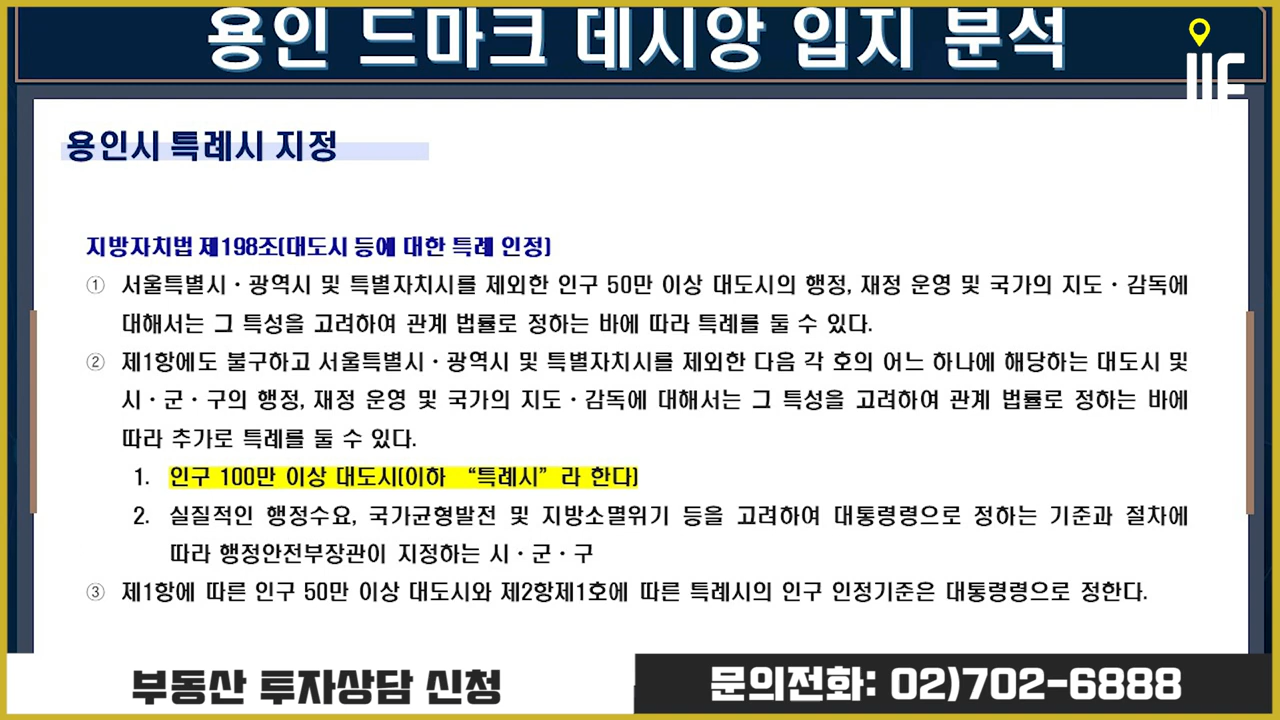 용인 드마크 데시앙 입지 분석
용인시 특례시 지정
지방자치법 제198조(대도시 등에 대한 특례 인정)
① 서울특별시·광역시 및 특별자치시를 제외한 인구 50만 이상 대도시의 행정, 재정 운영 및 국가의 지도·감독에
대해서는 그 특성을 고려하여 관계 법률로 정하는 바에 따라 특례를 둘 수 있다.
② 제1항에도 불구하고 서울특별시·광역시 및 특별자치시를 제외한 다음 각 호의 어느 하나에 해당하는 대도시 및
시·군·구의 행정, 재정 운영 및 국가의 지도·감독에 대해서는 그 특성을 고려하여 관계 법률로 정하는 바에
따라 추가로 특례를 둘 수 있다.
1. 인구 100만 이상 대도시(이하 “특례시” 라 한다)
2. 실질적인 행정수요, 국가균형발전 및 지방소멸위기 등을 고려하여 대통령령으로 정하는 기준과 절차에
따라 행정안전부장관이 지정하는 시·군·구
③ 제1항에 따른 인구 50만 이상 대도시와 제2항제1호에 따른 특례시의 인구 인정기준은 대통령령으로 정한다.
부동산 투자상담 신청
문의전화: 02)702-6888